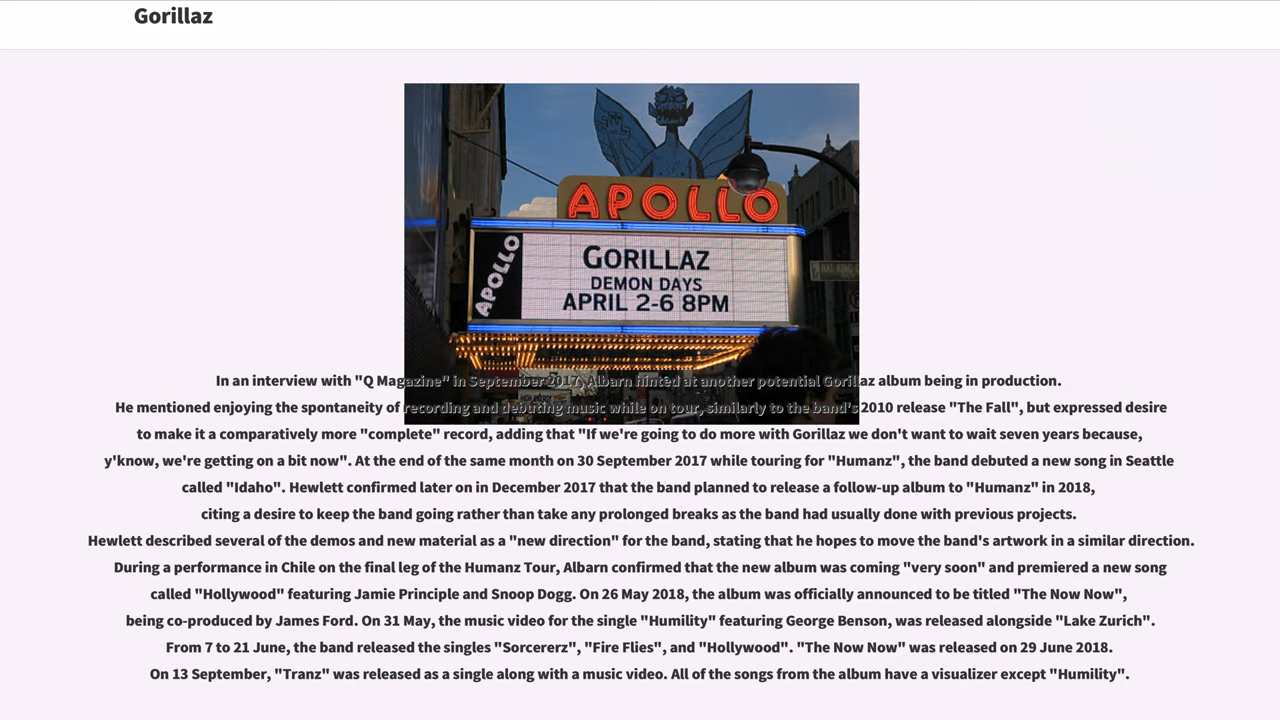 Gorillaz
APOLLO
APOLLO
GORILLAZ
DEMON DAYS
APRIL 2-6 8PM
In an interview with "Q Magazine" in September 2017, Albarn hinted at another potential Gorillaz album being in production.
He mentioned enjoying the spontaneity of recording and debuting music while on tour, similarly to the band's 2010 release "The Fall", but expressed desire
to make it a comparatively more "complete" record, adding that "If we're going to do more with Gorillaz we don't want to wait seven years because,
y'know, we're getting on a bit now". At the end of the same month on 30 September 2017 while touring for "Humanz", the band debuted a new song in Seattle
called "Idaho". Hewlett confirmed later on in December 2017 that the band planned to release a follow-up album to "Humanz" in 2018,
citing a desire to keep the band going rather than take any prolonged breaks as the band had usually done with previous projects.
Hewlett described several of the demos and new material as a "new direction" for the band, stating that he hopes to move the band's artwork in a similar direction.
During a performance in Chile on the final leg of the Humanz Tour, Albarn confirmed that the new album was coming "very soon" and premiered a new song
called "Hollywood" featuring Jamie Principle and Snoop Dogg. On 26 May 2018, the album was officially announced to be titled "The Now Now",
being co-produced by James Ford. On 31 May, the music video for the single "Humility" featuring George Benson, was released alongside "Lake Zurich".
From 7 to 21 June, the band released the singles "Sorcererz", "Fire Flies", and "Hollywood". "The Now Now" was released on 29 June 2018.
On 13 September, "Tranz" was released as a single along with a music video. All of the songs from the album have a visualizer except "Humility".